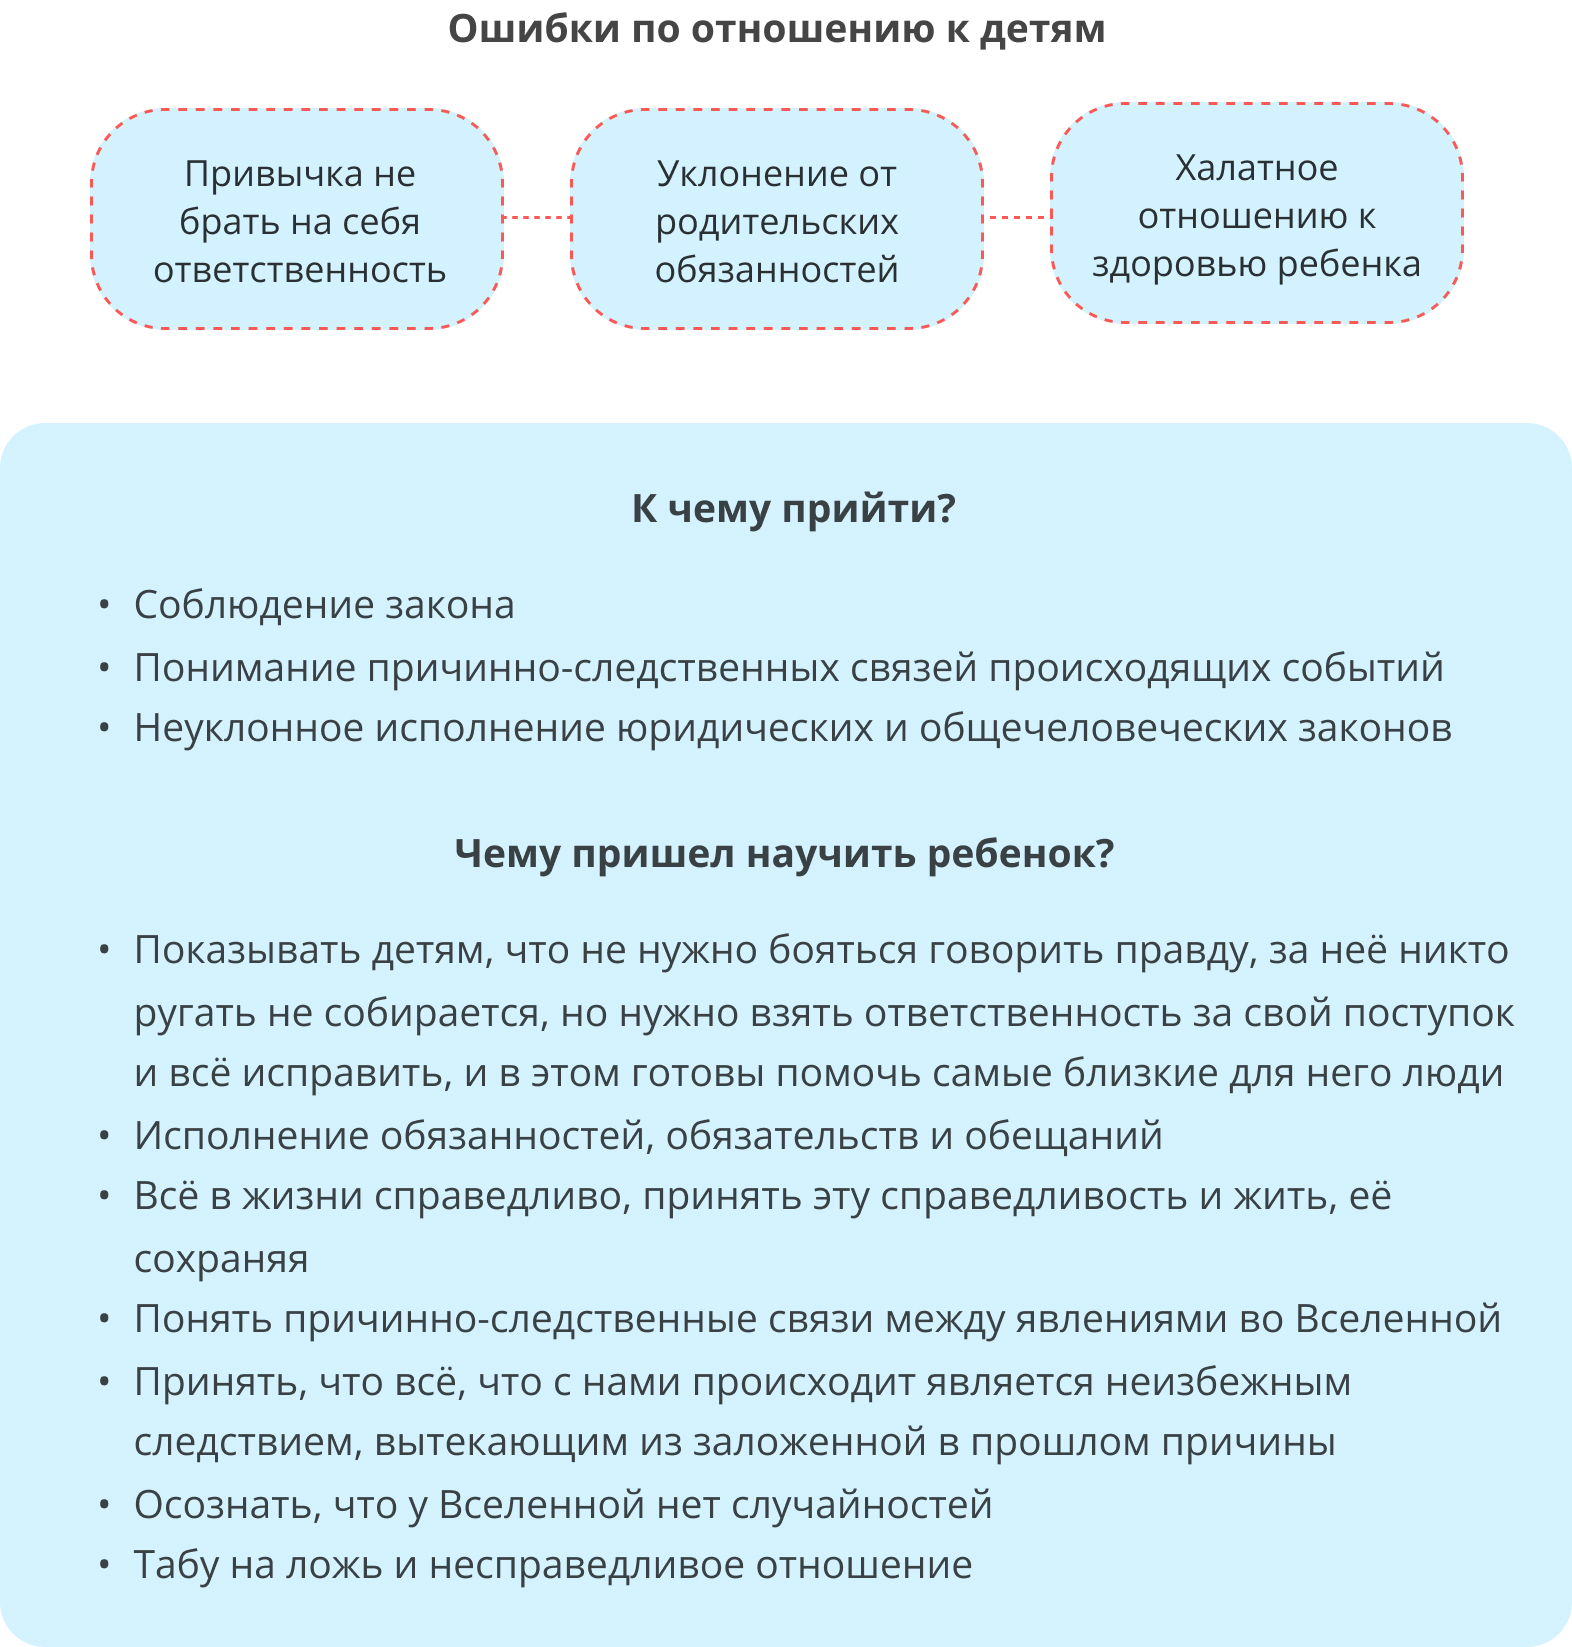 Ошибки по отношению к детям
Привычка не
брать на себя
ответственность
Уклонение от
родительских
обязанностей
Халатное
отношению к
здоровью ребенка
К чему прийти?
• Соблюдение закона
• Понимание причинно-следственных связей происходящих событий
• Неуклонное исполнение юридических и общечеловеческих законов
Чему пришел научить ребенок?
• Показывать детям, что не нужно бояться говорить правду, за неё никто
ругать не собирается, но нужно взять ответственность за свой поступок
и всё исправить, и в этом готовы помочь самые близкие для него люди
• Исполнение обязанностей, обязательств и обещаний
• Всё в жизни справедливо, принять эту справедливость и жить, её
сохраняя
• Понять причинно-следственные связи между явлениями во Вселенной
• Принять, что всё, что с нами происходит является неизбежным
следствием, вытекающим из заложенной в прошлом причины
• Осознать, что у Вселенной нет случайностей
• Табу на ложь и несправедливое отношение